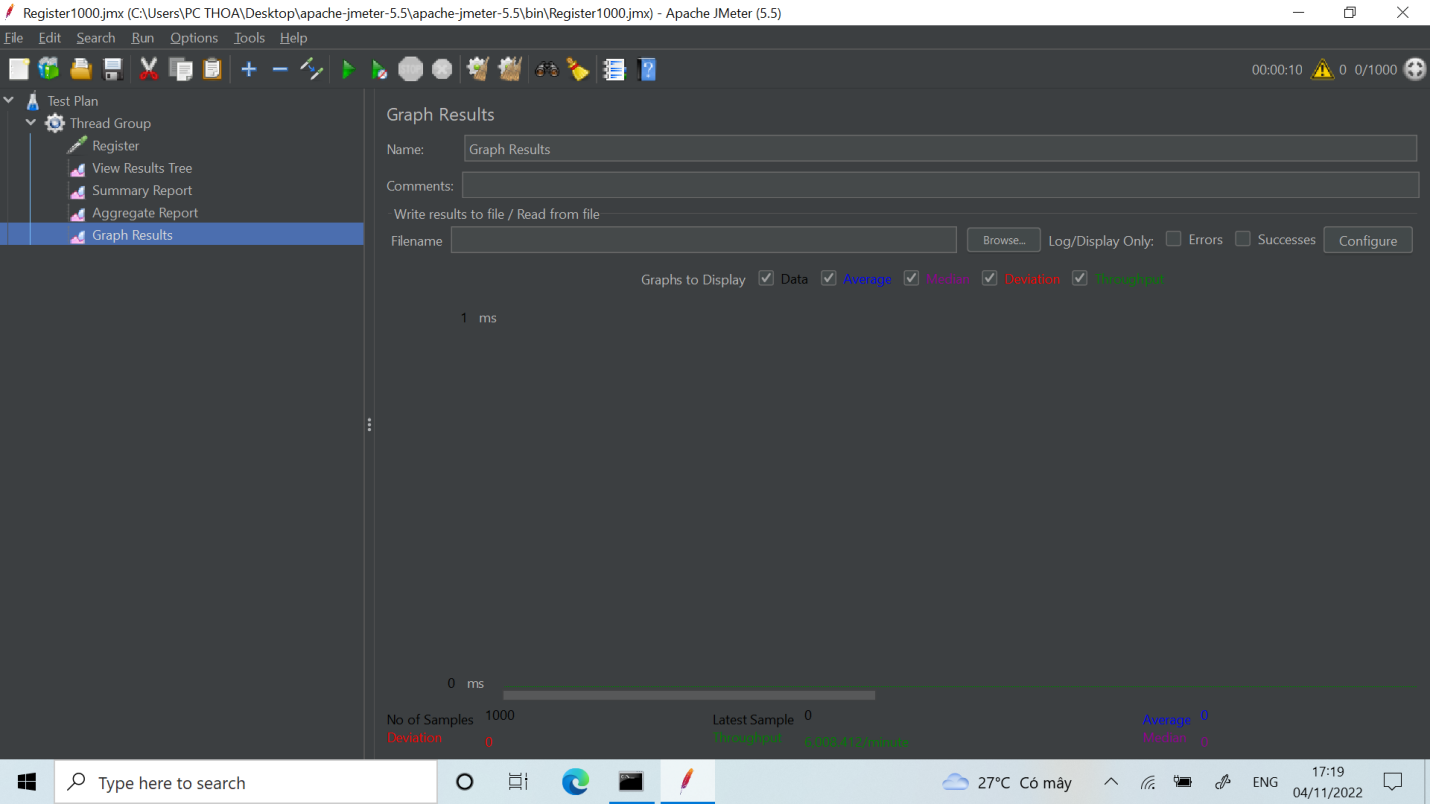 Register1000.jmx (C:\Users\PC THOA\Desktop\apache-jmeter-5.5\apache-jmeter-5.5\bin\Register1000.jmx) - Apache JMeter (5.5)
File Edit Search Run Options Tools Help
STOP 00:00:10 0 0/1000
Test Plan
Thread Group
Register
View Results Tree
Summary Report
Aggregate Report
Graph Results
Graph Results
Name: Graph Results
Comments:
Write results to file / Read from file
Filename Browse... Log/Display Only: Errors Successes Configure
Graphs to Display Data Average Median Deviation Throughput
1 ms
0 ms
No of Samples 1000 Latest Sample 0 Average 0
Deviation 0 Throughput 6,008.412/minute Median 0
Type here to search 27°C Có mây ENG 17:19
04/11/2022